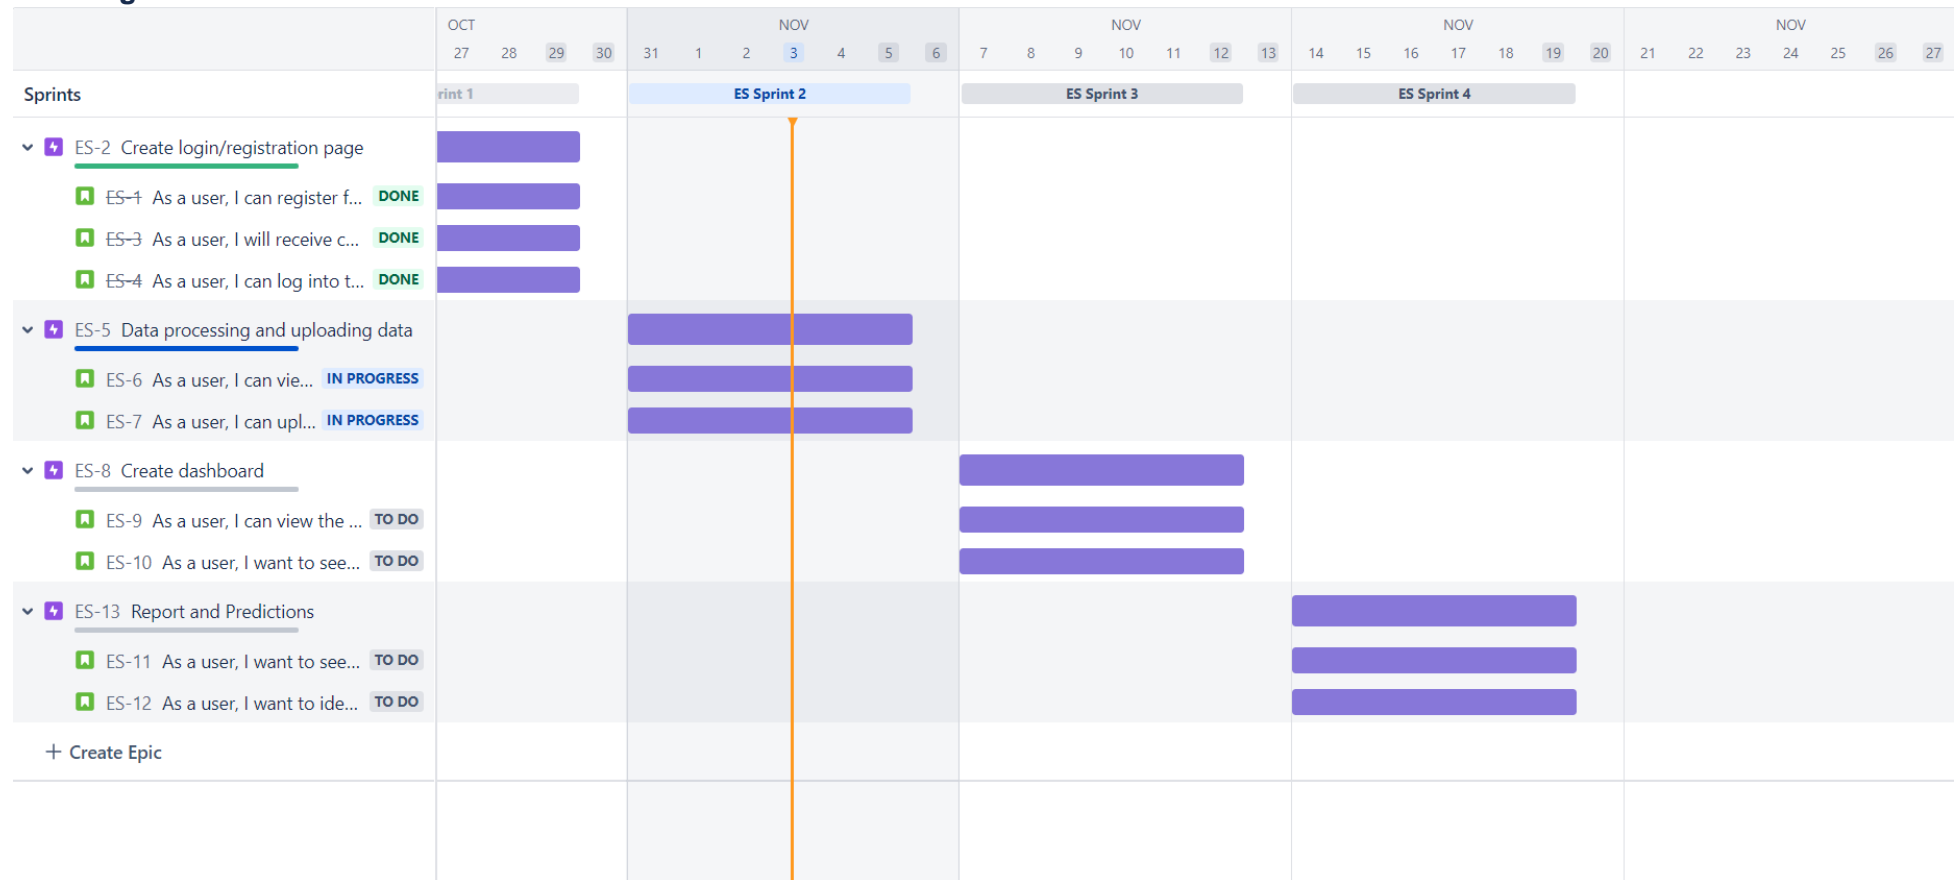 OCT NOV NOV NOV NOV
27 28 29 30 31 1 2 3 4 5 6 7 8 9 10 11 12 13 14 15 16 17 18 19 20 21 22 23 24 25 26 27
Sprints rint 1 ES Sprint 2 ES Sprint 3 ES Sprint 4
ES-2 Create login/registration page
ES-1 As a user, I can register f... DONE
ES-3 As a user, I will receive c... DONE
ES-4 As a user, I can log into t... DONE
ES-5 Data processing and uploading data
ES-6 As a user, I can vie... IN PROGRESS
ES-7 As a user, I can upl... IN PROGRESS
ES-8 Create dashboard
ES-9 As a user, I can view the ... TO DO
ES-10 As a user, I want to see... TO DO
ES-13 Report and Predictions
ES-11 As a user, I want to see... TO DO
ES-12 As a user, I want to ide... TO DO
+ Create Epic